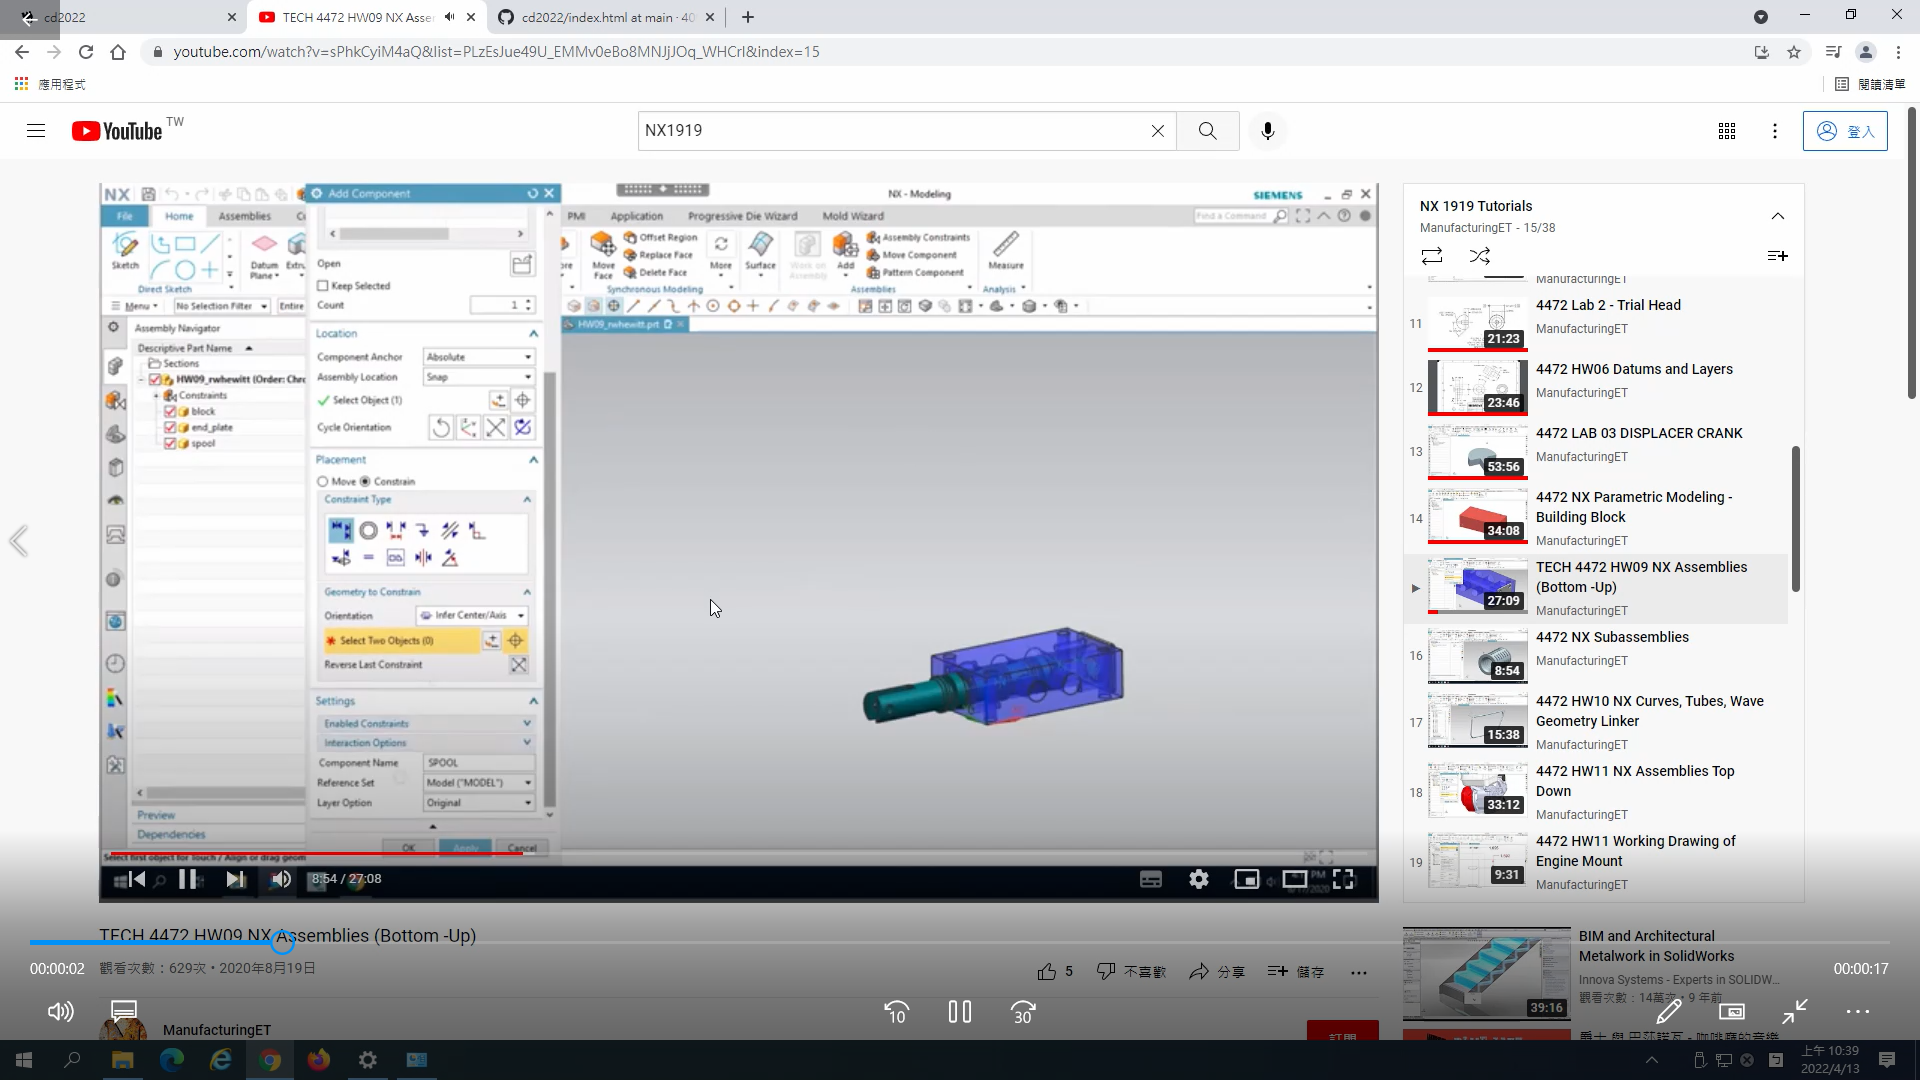 cd2022
TECH 4472 HW09 NX Asser
cd2022/index.html at main · 40
youtube.com/watch?v=sPhkCyiM4aQ&list=PLzEsJue49U_EMMv0eBo8MNJjJOq_WHCrI&index=15
應用程式
閱讀清單
YouTube TW
NX1919
登入
NX
Add Component
NX - Modeling
SIEMENS
File
Home
Assemblies
PMI
Application
Progressive Die Wizard
Mold Wizard
Find a Command
Sketch
Datum Plane
Extru
Direct Sketch
Move Face
Offset Region
Replace Face
Delete Face
More
Synchronous Modeling
Surface
Work on Assembly
Add
Assembly Constraints
Move Component
Pattern Component
Assemblies
Measure
Analysis
Menu
No Selection Filter
Entire
HW09_rwhewitt.prt
Assembly Navigator
Descriptive Part Name
Sections
HW09_rwhewitt (Order: Chro
Constraints
block
end_plate
spool
Preview
Dependencies
Open
Keep Selected
Count
1
Location
Component Anchor
Absolute
Assembly Location
Snap
Select Object (1)
Cycle Orientation
Placement
Move
Constrain
Constraint Type
Geometry to Constrain
Orientation
Infer Center/Axis
Select Two Objects (0)
Reverse Last Constraint
Settings
Enabled Constraints
Interaction Options
Component Name
SPOOL
Reference Set
Model ("MODEL")
Layer Option
Original
OK
Apply
Cancel
Select first object for Touch / Align or drag geom
8:54 / 27:08
TECH 4472 HW09 NX Assemblies (Bottom -Up)
觀看次數：629次 • 2020年8月19日
5
不喜歡
分享
儲存
00:00:02
00:00:17
ManufacturingET
訂閱
10
30
NX 1919 Tutorials
ManufacturingET - 15/38
ManufacturingET
11
21:23
4472 Lab 2 - Trial Head
ManufacturingET
12
23:46
4472 HW06 Datums and Layers
ManufacturingET
13
53:56
4472 LAB 03 DISPLACER CRANK
ManufacturingET
14
34:08
4472 NX Parametric Modeling -
Building Block
ManufacturingET
27:09
TECH 4472 HW09 NX Assemblies
(Bottom -Up)
ManufacturingET
16
8:54
4472 NX Subassemblies
ManufacturingET
17
15:38
4472 HW10 NX Curves, Tubes, Wave
Geometry Linker
ManufacturingET
18
33:12
4472 HW11 NX Assemblies Top
Down
ManufacturingET
19
9:31
4472 HW11 Working Drawing of
Engine Mount
ManufacturingET
39:16
BIM and Architectural
Metalwork in SolidWorks
Innova Systems - Experts in SOLIDW...
觀看次數：14萬次 • 9 年前
上午 10:39
2022/4/13